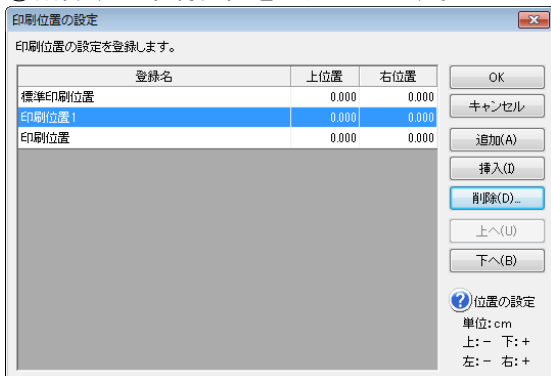 印刷位置の設定
印刷位置の設定を登録します。
登録名 上位置 右位置
標準印刷位置 0.000 0.000
印刷位置1 0.000 0.000
印刷位置 0.000 0.000
OK
キャンセル
追加(A)
挿入(I)
削除(D)...
上へ(U)
下へ(B)
?位置の設定
単位:cm
上:− 下:+
左:− 右:+